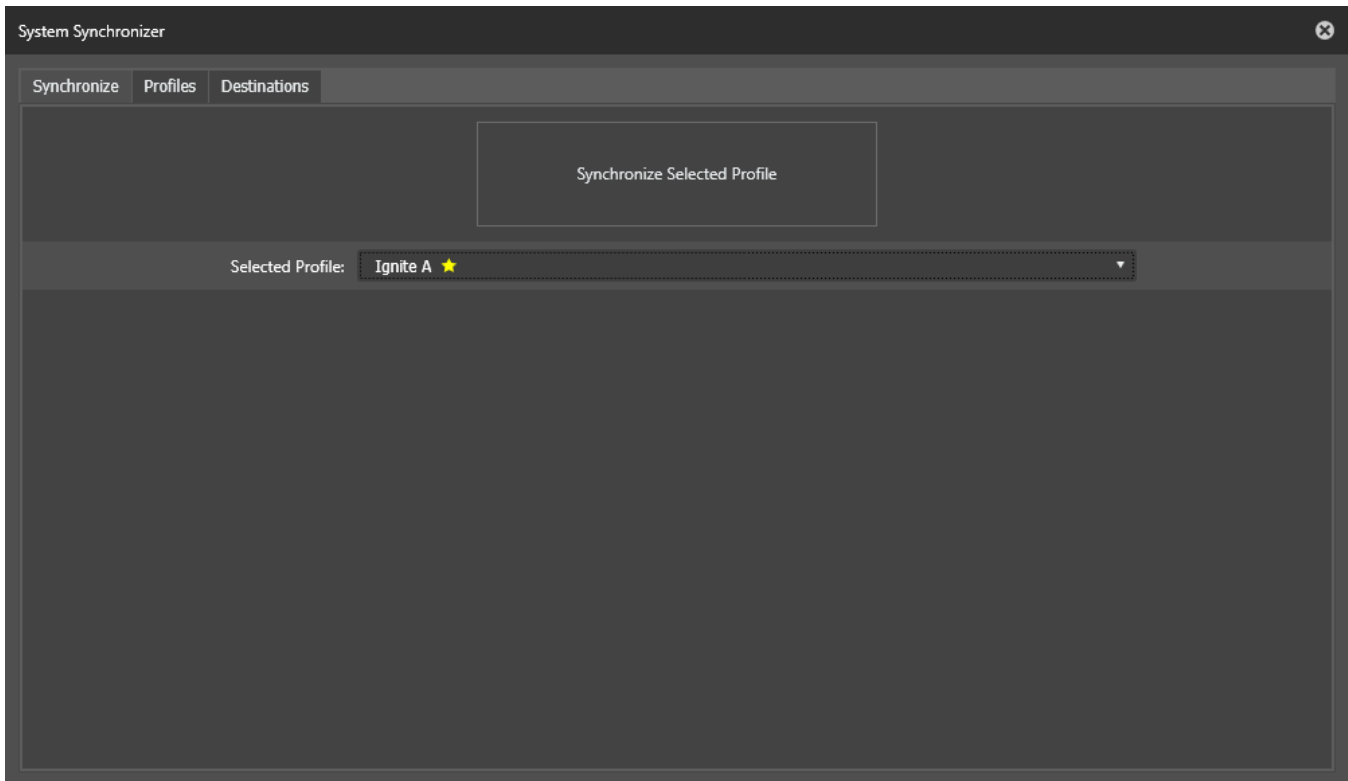 System Synchronizer
Synchronize Profiles Destinations
Synchronize Selected Profile
Selected Profile: Ignite A